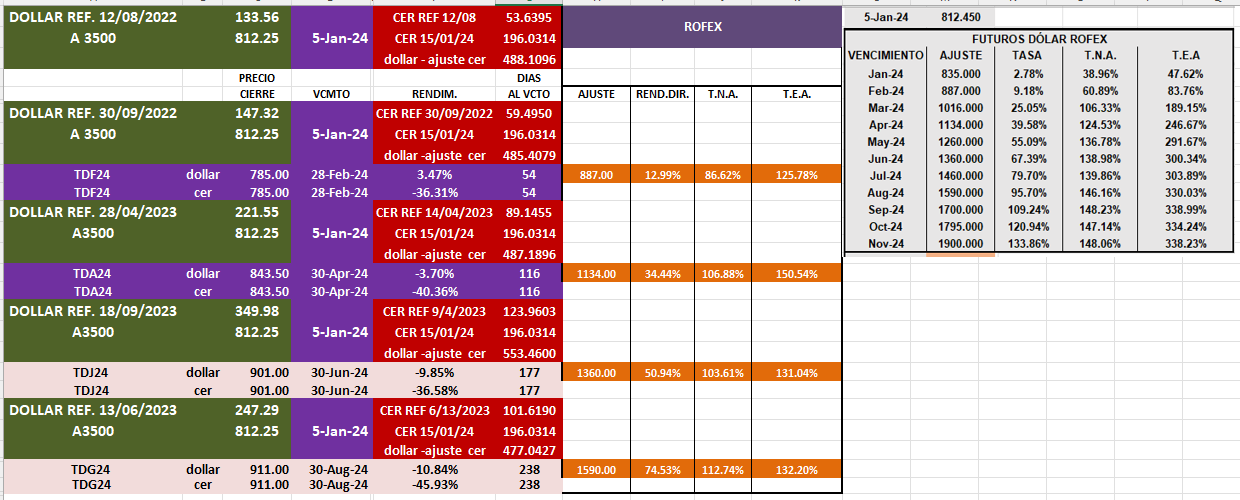 DOLLAR REF. 12/08/2022 133.56 CER REF 12/08 53.6395
A 3500 812.25 5-Jan-24 CER 15/01/24 196.0314
dollar - ajuste cer 488.1096
ROFEX
PRECIO DIAS
CIERRE VCMTO RENDIM. AL VCTO AJUSTE REND.DIR. T.N.A. T.E.A.
DOLLAR REF. 30/09/2022 147.32 CER REF 30/09/2022 59.4950
A 3500 812.25 5-Jan-24 CER 15/01/24 196.0314
dollar -ajuste cer 485.4079
TDF24 dollar 785.00 28-Feb-24 3.47% 54 887.00 12.99% 86.62% 125.78%
TDF24 cer 785.00 28-Feb-24 -36.31% 54
DOLLAR REF. 28/04/2023 221.55 CER REF 14/04/2023 89.1455
A3500 812.25 5-Jan-24 CER 15/01/24 196.0314
dollar -ajuste cer 487.1896
TDA24 dollar 843.50 30-Apr-24 -3.70% 116 1134.00 34.44% 106.88% 150.54%
TDA24 cer 843.50 30-Apr-24 -40.36% 116
DOLLAR REF. 18/09/2023 349.98 CER REF 9/4/2023 123.9603
A3500 812.25 5-Jan-24 CER 15/01/24 196.0314
dollar -ajuste cer 553.4600
TDJ24 dollar 901.00 30-Jun-24 -9.85% 177 1360.00 50.94% 103.61% 131.04%
TDJ24 cer 901.00 30-Jun-24 -36.58% 177
DOLLAR REF. 13/06/2023 247.29 CER REF 6/13/2023 101.6190
A3500 812.25 5-Jan-24 CER 15/01/24 196.0314
dollar -ajuste cer 477.0427
TDG24 dollar 911.00 30-Aug-24 -10.84% 238 1590.00 74.53% 112.74% 132.20%
TDG24 cer 911.00 30-Aug-24 -45.93% 238
5-Jan-24 812.450
FUTUROS DÓLAR ROFEX
VENCIMIENTO AJUSTE TASA T.N.A. T.E.A
Jan-24 835.000 2.78% 38.96% 47.62%
Feb-24 887.000 9.18% 60.89% 83.76%
Mar-24 1016.000 25.05% 106.33% 189.15%
Apr-24 1134.000 39.58% 124.53% 246.67%
May-24 1260.000 55.09% 136.78% 291.67%
Jun-24 1360.000 67.39% 138.98% 300.34%
Jul-24 1460.000 79.70% 139.86% 303.89%
Aug-24 1590.000 95.70% 146.16% 330.03%
Sep-24 1700.000 109.24% 148.23% 338.99%
Oct-24 1795.000 120.94% 147.14% 334.24%
Nov-24 1900.000 133.86% 148.06% 338.23%